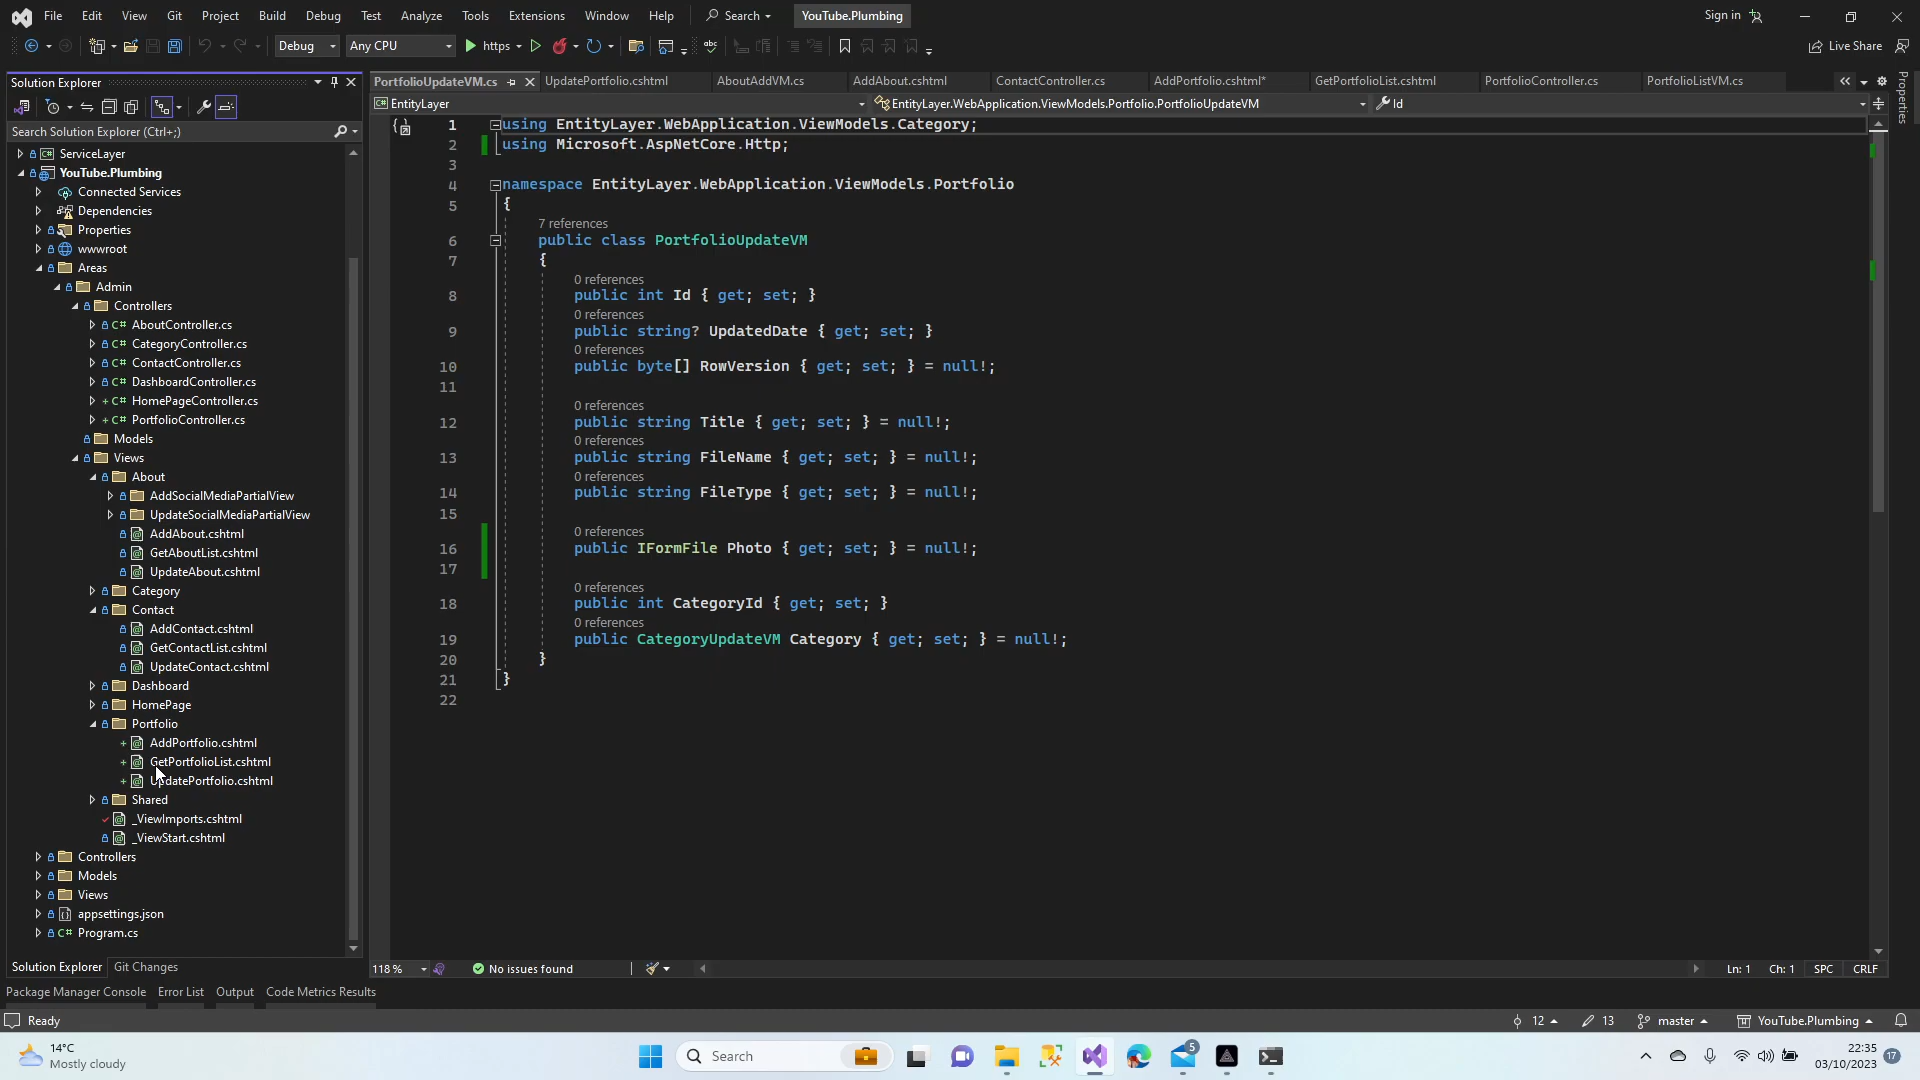 File Edit View Git Project Build Debug Test Analyze Tools Extensions Window Help Search YouTube.Plumbing Sign in
Debug Any CPU https Live Share
Solution Explorer
Search Solution Explorer (Ctrl+;)
ServiceLayer
YouTube.Plumbing
Connected Services
Dependencies
Properties
wwwroot
Areas
Admin
Controllers
C# AboutController.cs
C# CategoryController.cs
C# ContactController.cs
C# DashboardController.cs
+ C# HomePageController.cs
+ C# PortfolioController.cs
Models
Views
About
AddSocialMediaPartialView
UpdateSocialMediaPartialView
AddAbout.cshtml
GetAboutList.cshtml
UpdateAbout.cshtml
Category
Contact
AddContact.cshtml
GetContactList.cshtml
UpdateContact.cshtml
Dashboard
HomePage
Portfolio
+ AddPortfolio.cshtml
+ GetPortfolioList.cshtml
+ UpdatePortfolio.cshtml
Shared
_ViewImports.cshtml
_ViewStart.cshtml
Controllers
Models
Views
appsettings.json
C# Program.cs
Solution Explorer Git Changes
PortfolioUpdateVM.cs UpdatePortfolio.cshtml AboutAddVM.cs AddAbout.cshtml ContactController.cs AddPortfolio.cshtml* GetPortfolioList.cshtml PortfolioController.cs PortfolioListVM.cs
Properties
EntityLayer EntityLayer.WebApplication.ViewModels.Portfolio.PortfolioUpdateVM Id
1 using EntityLayer.WebApplication.ViewModels.Category;
2 using Microsoft.AspNetCore.Http;
3
4 namespace EntityLayer.WebApplication.ViewModels.Portfolio
5 {
7 references
6 public class PortfolioUpdateVM
7 {
0 references
8 public int Id { get; set; }
0 references
9 public string? UpdatedDate { get; set; }
0 references
10 public byte[] RowVersion { get; set; } = null!;
11
0 references
12 public string Title { get; set; } = null!;
0 references
13 public string FileName { get; set; } = null!;
0 references
14 public string FileType { get; set; } = null!;
15
0 references
16 public IFormFile Photo { get; set; } = null!;
17
0 references
18 public int CategoryId { get; set; }
0 references
19 public CategoryUpdateVM Category { get; set; } = null!;
20 }
21 }
22
118 % No issues found Ln: 1 Ch: 1 SPC CRLF
Package Manager Console Error List Output Code Metrics Results
Ready 12 13 master YouTube.Plumbing
14°C
Mostly cloudy
Search
5
22:35
03/10/2023
17